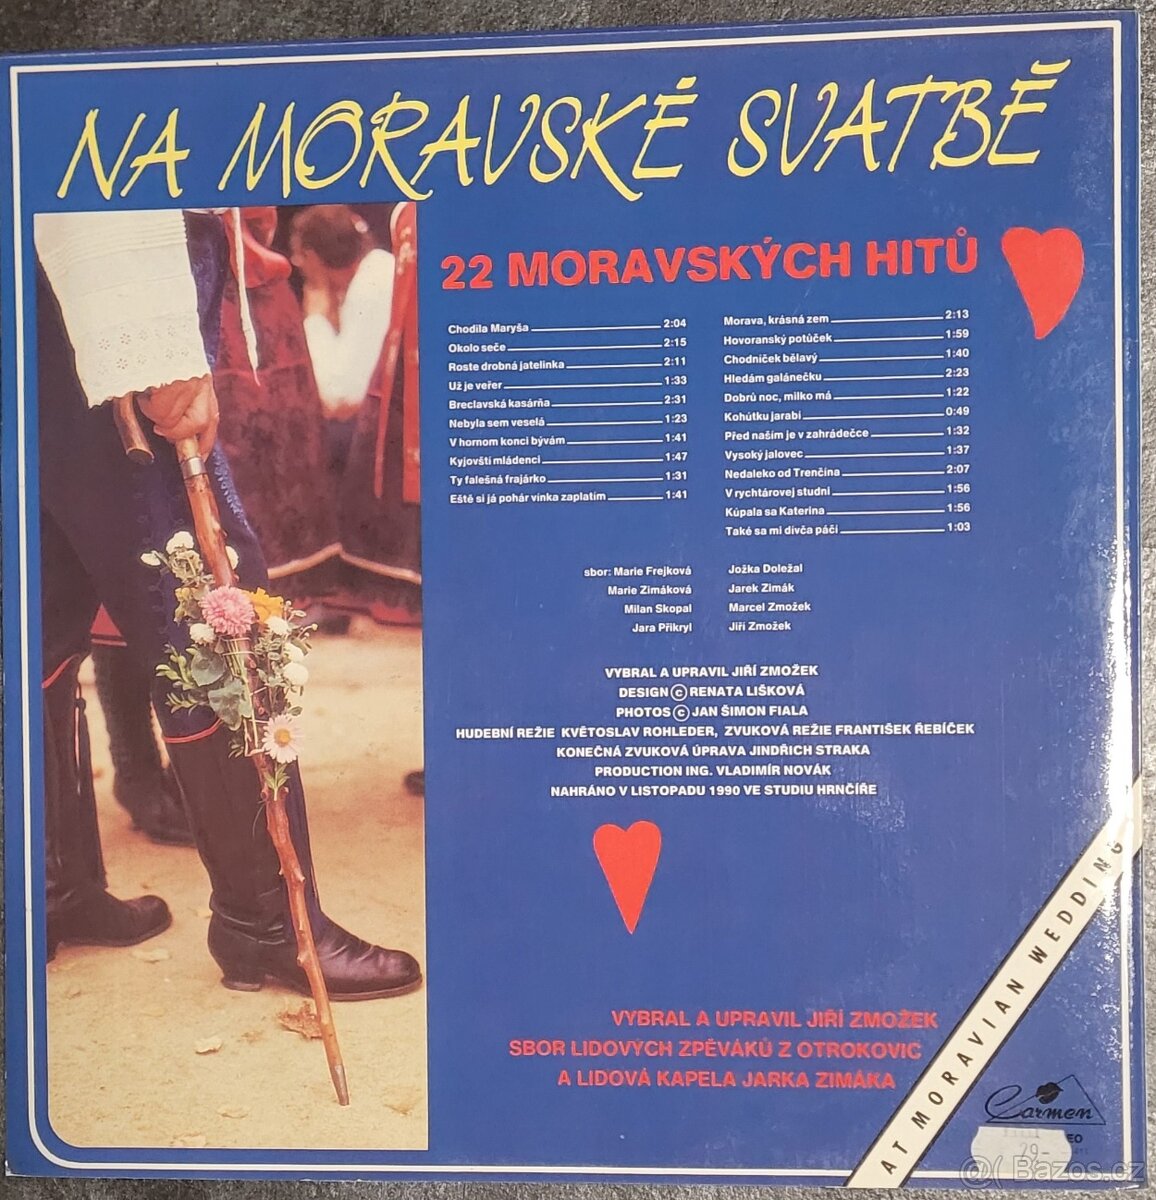 NA MORAVSKÉ SVATBĚ
22 MORAVSKÝCH HITŮ
Chodila Maryša 2:04
Okolo seče 2:15
Roste drobná jatelinka 2:11
Už je veřer 1:33
Breclavská kasárňa 2:31
Nebyla sem veselá 1:23
V hornom konci bývám 1:41
Kyjovští mládenci 1:47
Ty falešná frajárko 1:31
Eště si já pohár vínka zaplatím 1:41
Morava, krásná zem 2:13
Hovoranský potůček 1:59
Chodníček bělavý 1:40
Hledám galánečku 2:23
Dobrů noc, milko má 1:22
Kohútku jarabí 0:49
Před naším je v zahrádečce 1:32
Vysoký jalovec 1:37
Nedaleko od Trenčína 2:07
V rychtárovej studni 1:56
Kúpala sa Katerina 1:56
Také sa mi divča páči 1:03
sbor: Marie Frejková
Marie Zimáková
Milan Skopal
Jara Přikryl
Jožka Doležal
Jarek Zimák
Marcel Zmožek
Jiří Zmožek
VYBRAL A UPRAVIL JIŘÍ ZMOŽEK
DESIGN © RENATA LIŠKOVÁ
PHOTOS © JAN ŠIMON FIALA
HUDEBNÍ REŽIE KVĚTOSLAV ROHLEDER, ZVUKOVÁ REŽIE FRANTIŠEK ŘEBÍČEK
KONEČNÁ ZVUKOVÁ ÚPRAVA JINDŘICH STRAKA
PRODUCTION ING. VLADIMÍR NOVÁK
NAHRÁNO V LISTOPADU 1990 VE STUDIU HRNČÍŘE
VYBRAL A UPRAVIL JIŘÍ ZMOŽEK
SBOR LIDOVÝCH ZPĚVÁKŮ Z OTROKOVIC
A LIDOVÁ KAPELA JARKA ZIMÁKA
AT MORAVIAN WEDDING
Carmen
29-
Bazos.cz